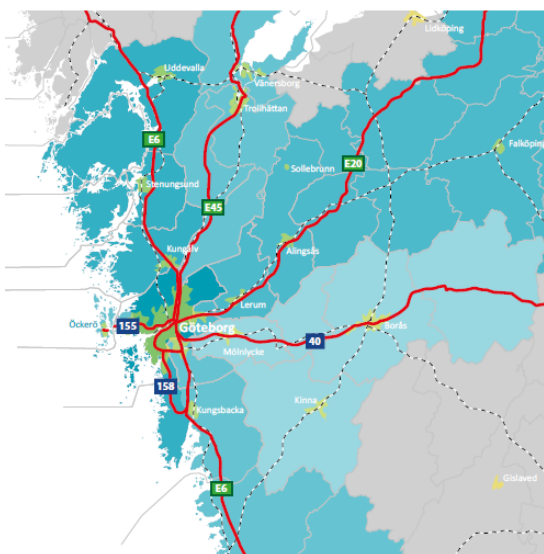 Lidköping
Uddevalla
Vänersborg
Trollhättan
E6
Falköping
E20
Sollebrunn
Stenungsund
E45
Alingsås
Kungälv
Lerum
Öckerö
155
Göteborg
Borås
40
Mölnlycke
158
Kinna
Kungsbacka
Gislaved
E6